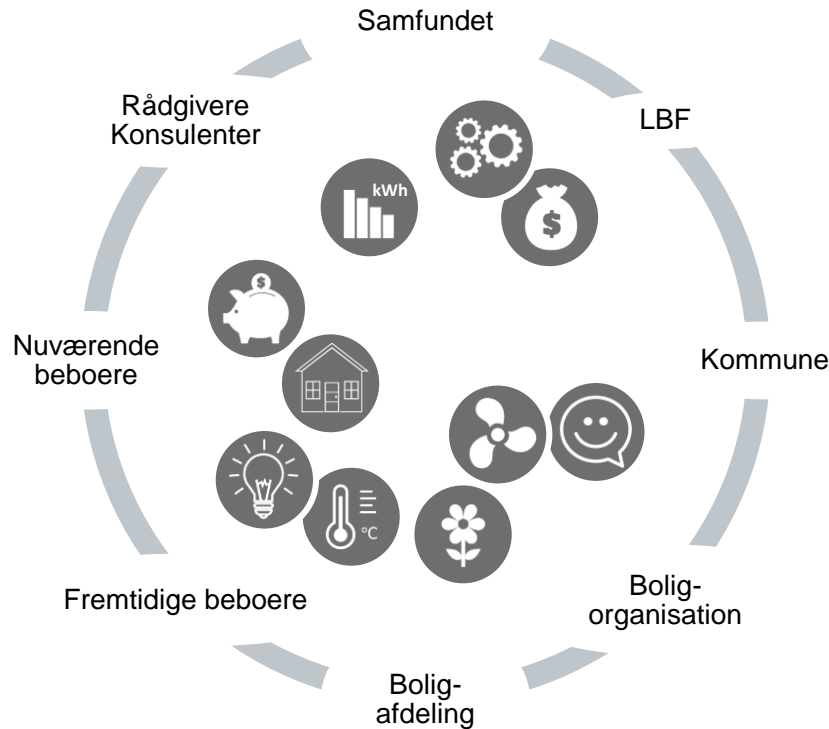 Samfundet
Rådgivere
Konsulenter
LBF
kWh
$
$
Nuværende
beboere
Kommune
°C
Fremtidige beboere
Bolig-
organisation
Bolig-
afdeling